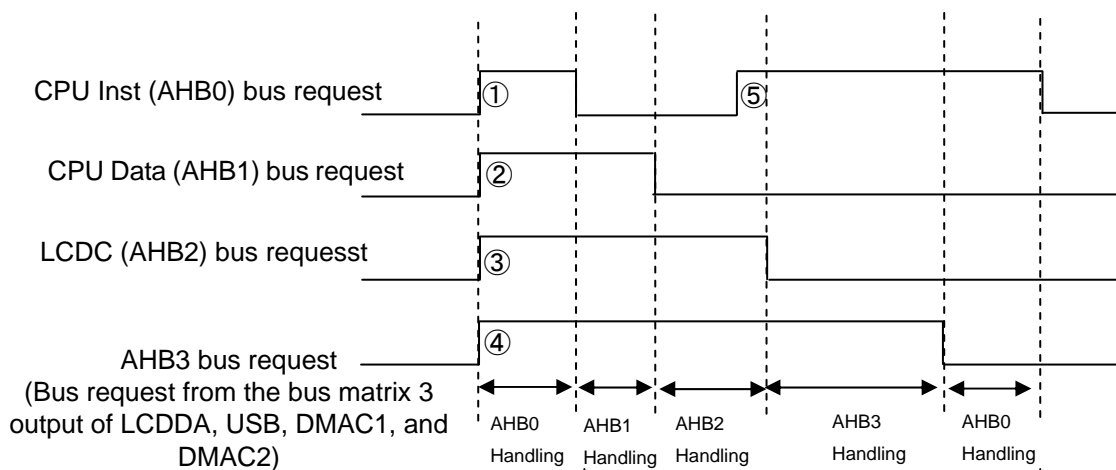 CPU Inst (AHB0) bus request
①
⑤
CPU Data (AHB1) bus request
②
LCDC (AHB2) bus requesst
③
④
AHB3 bus request
(Bus request from the bus matrix 3
output of LCDDA, USB, DMAC1, and
DMAC2)
AHB0
Handling
AHB1
Handling
AHB2
Handling
AHB3
Handling
AHB0
Handling